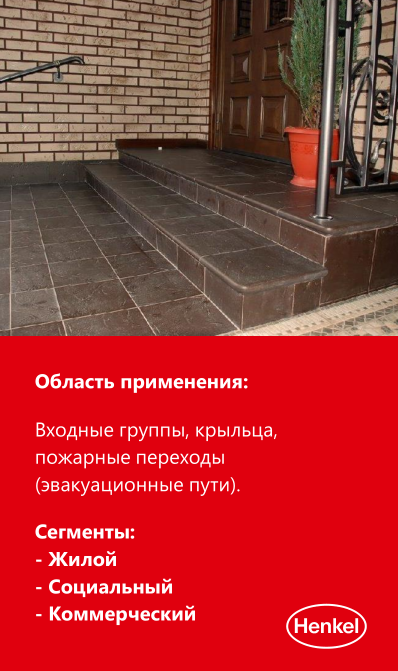 Область применения:
Входные группы, крыльца,
пожарные переходы
(эвакуационные пути).
Сегменты:
- Жилой
- Социальный
- Коммерческий
Henkel